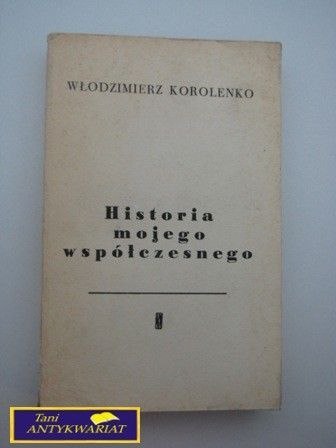 WŁODZIMIERZ KOROLENKO
Historia
mojego
współczesnego
Tani
ANTYKWARIAT